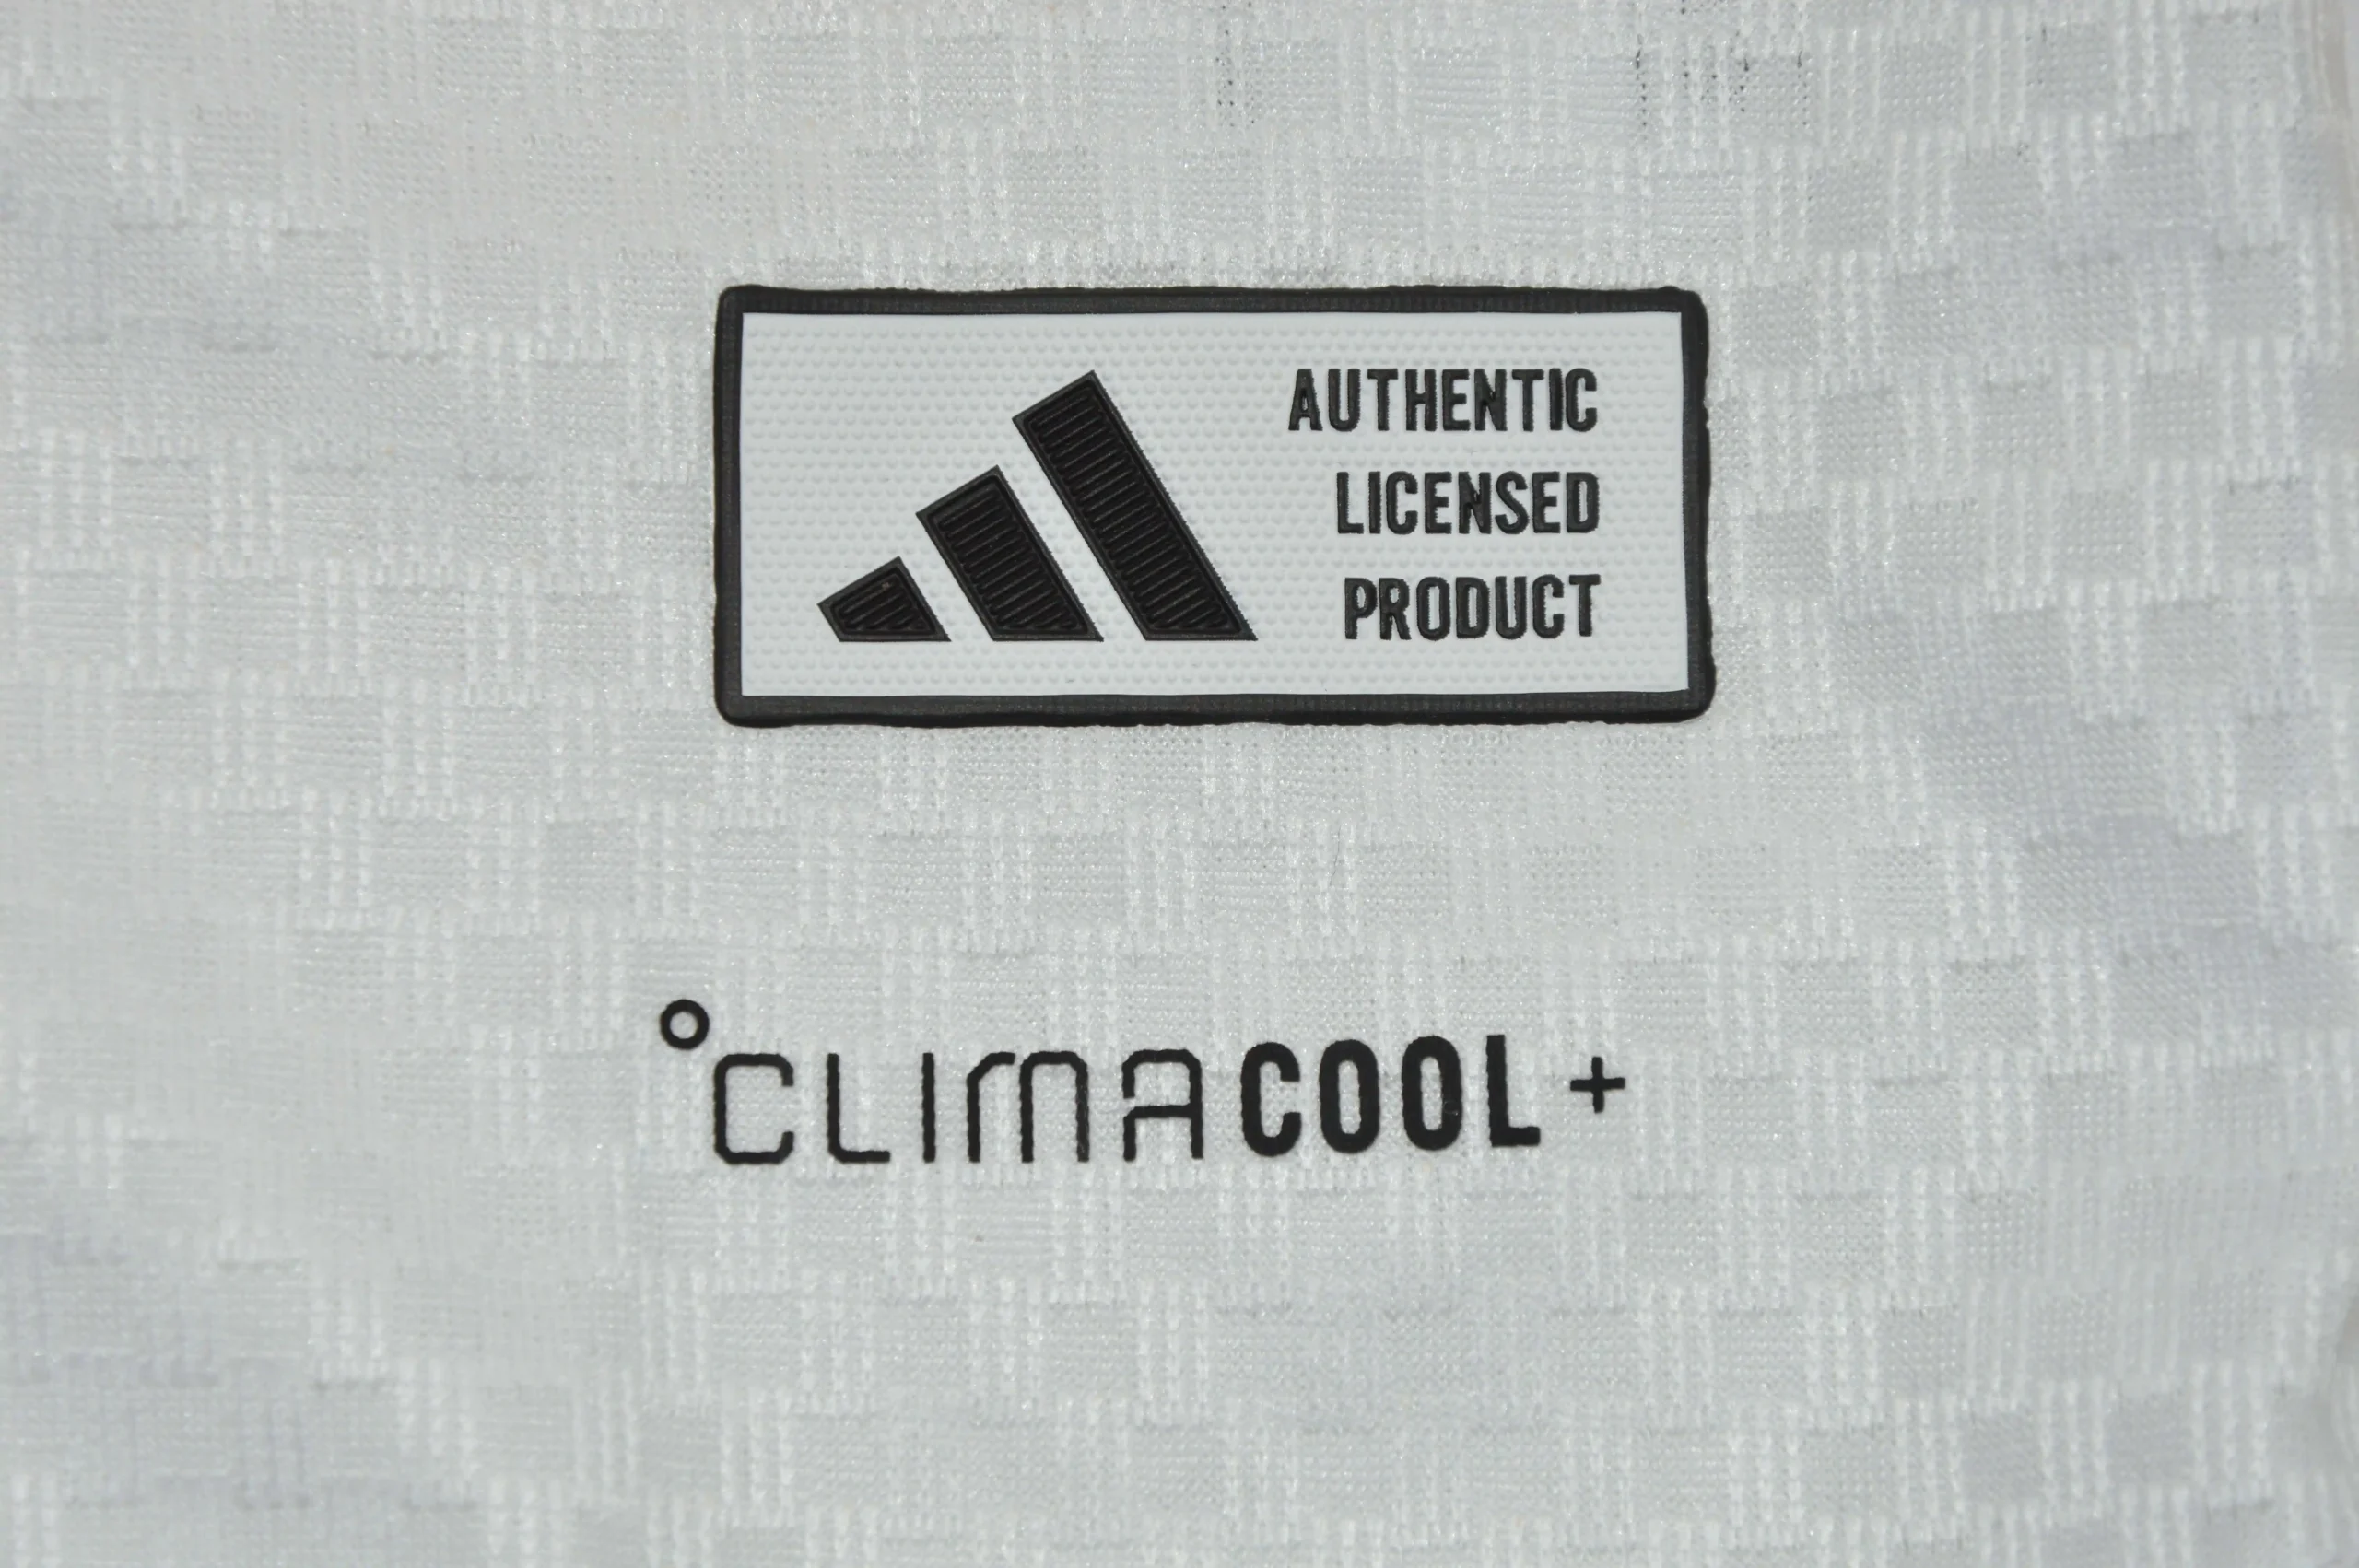 AUTHENTIC
LICENSED
PRODUCT
°CLIMACOOL+